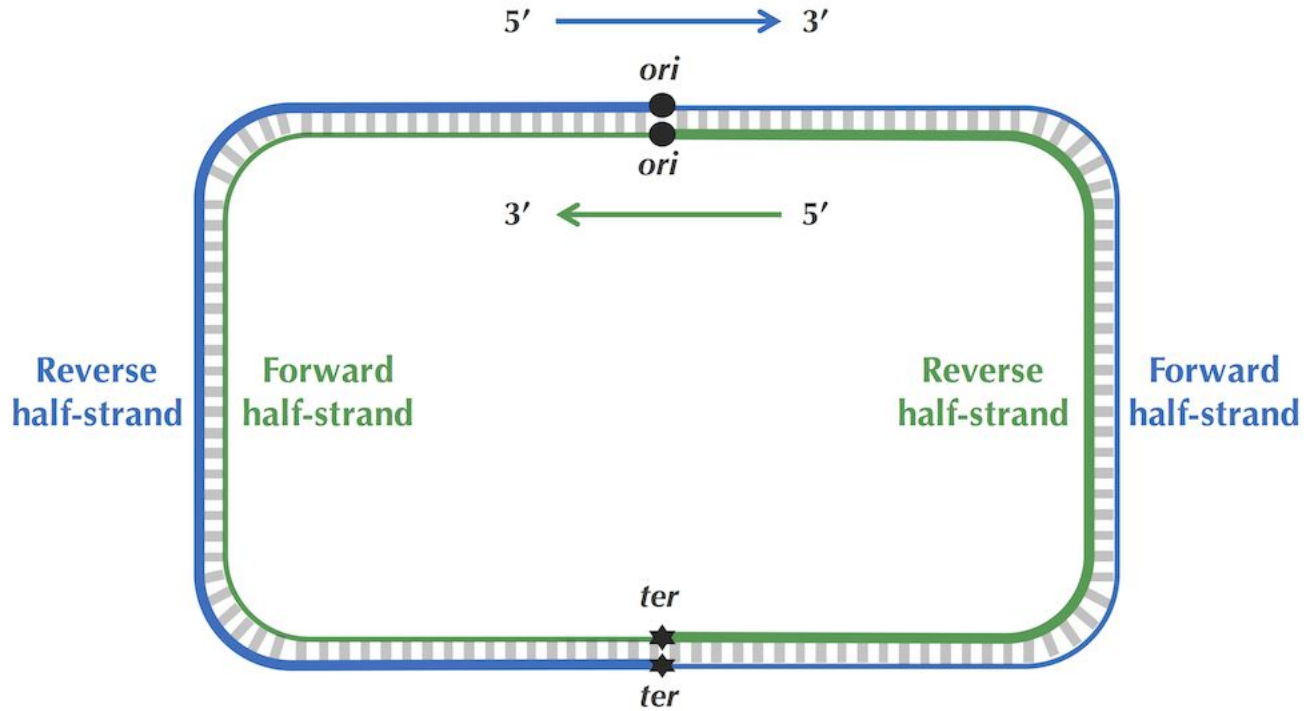 5′ 3′
ori
ori
3′ 5′
Reverse
half-strand
Forward
half-strand
Reverse
half-strand
Forward
half-strand
ter
ter